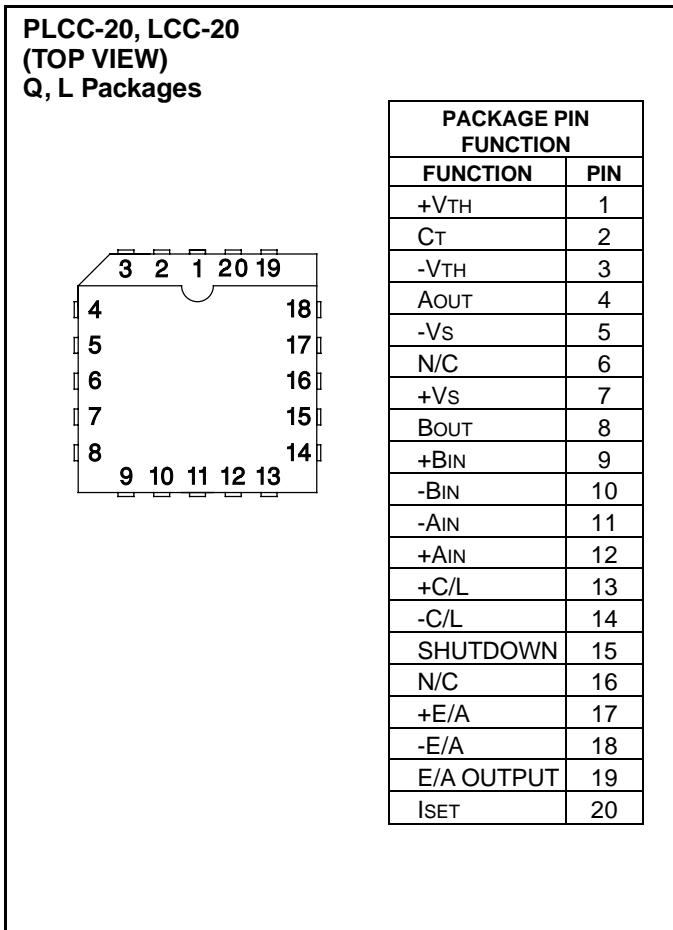 PLCC-20, LCC-20
(TOP VIEW)
Q, L Packages
3 2 1 20 19
4 18
5 17
6 16
7 15
8 14
9 10 11 12 13
PACKAGE PIN
FUNCTION
FUNCTION PIN
+VTH 1
CT 2
-VTH 3
AOUT 4
-VS 5
N/C 6
+VS 7
BOUT 8
+BIN 9
-BIN 10
-AIN 11
+AIN 12
+C/L 13
-C/L 14
SHUTDOWN 15
N/C 16
+E/A 17
-E/A 18
E/A OUTPUT 19
ISET 20